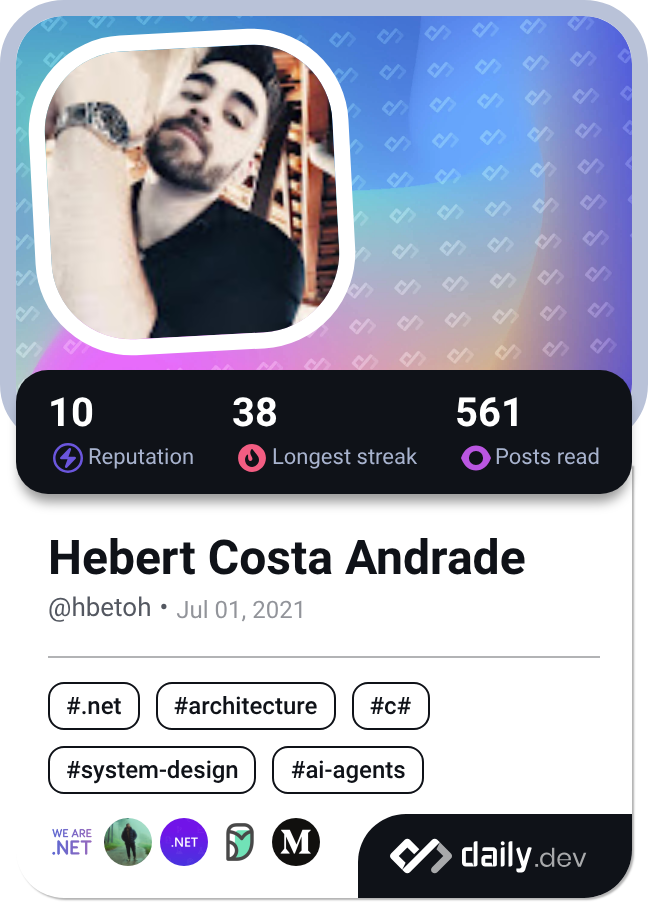 10 38 561
Reputation Longest streak Posts read
Hebert Costa Andrade
@hbetoh • Jul 01, 2021
#.net #architecture #c#
#system-design #ai-agents
WE ARE
.NET .NET M daily.dev